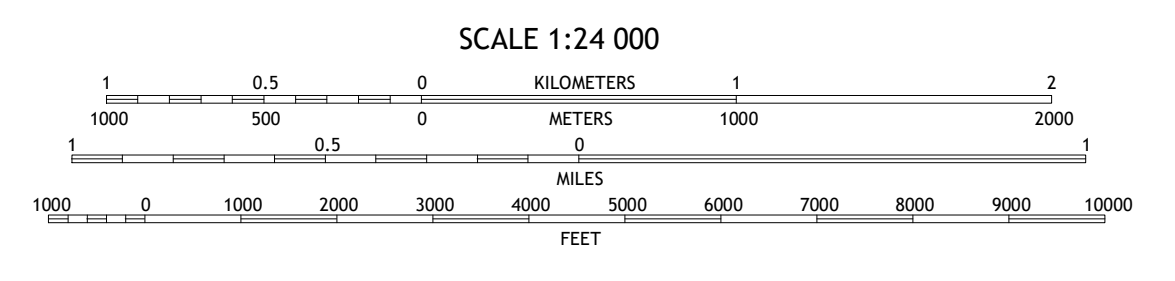 SCALE 1:24 000
1 0.5 0 KILOMETERS 1 2
1000 500 0 METERS 1000 2000
1 0.5 0 1
MILES
1000 0 1000 2000 3000 4000 5000 6000 7000 8000 9000 10000
FEET